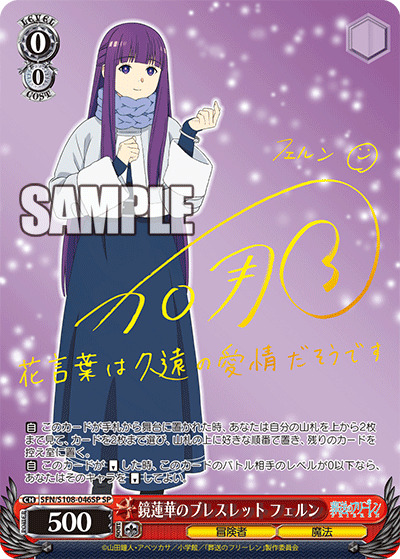 LEVEL
0
0
COST
フェルン
SAMPLE
花言葉は久遠の愛情だそうです
自 このカードが手札から舞台に置かれた時、あなたは自分の山札を上から2枚
まで見て、カードを2枚まで選び、山札の上に好きな順番で置き、残りのカードを
控え室に置く。
自 このカードが した時、このカードのバトル相手のレベルが0以下なら、
あなたはそのキャラを してよい。
CH SFN/S108-046SP SP
鏡蓮華のブレスレット フェルン
葬送のフリーレン
500
冒険者
魔法
©山田鐘人・アベツカサ/小学館/「葬送のフリーレン」製作委員会